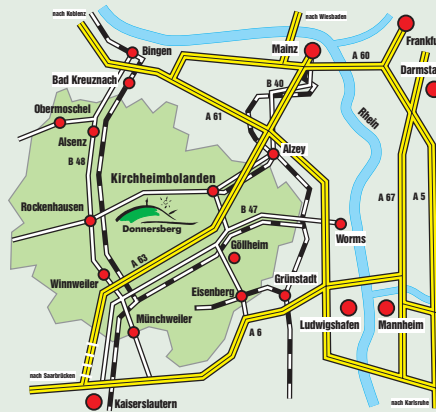 nach Koblenz
nach Wiesbaden
Bingen
Mainz
A 60
Frankfu
Bad Kreuznach
B 40
Darmsta
Obermoschel
A 61
Rhein
Alsenz
Alzey
B 48
Kirchheimbolanden
A 67
A 5
Rockenhausen
B 47
Donnersberg
Worms
Göllheim
A 63
Winnweiler
Grünstadt
Eisenberg
Münchweiler
A 6
Ludwigshafen
Mannheim
nach Saarbrücken
Kaiserslautern
nach Karlsruhe